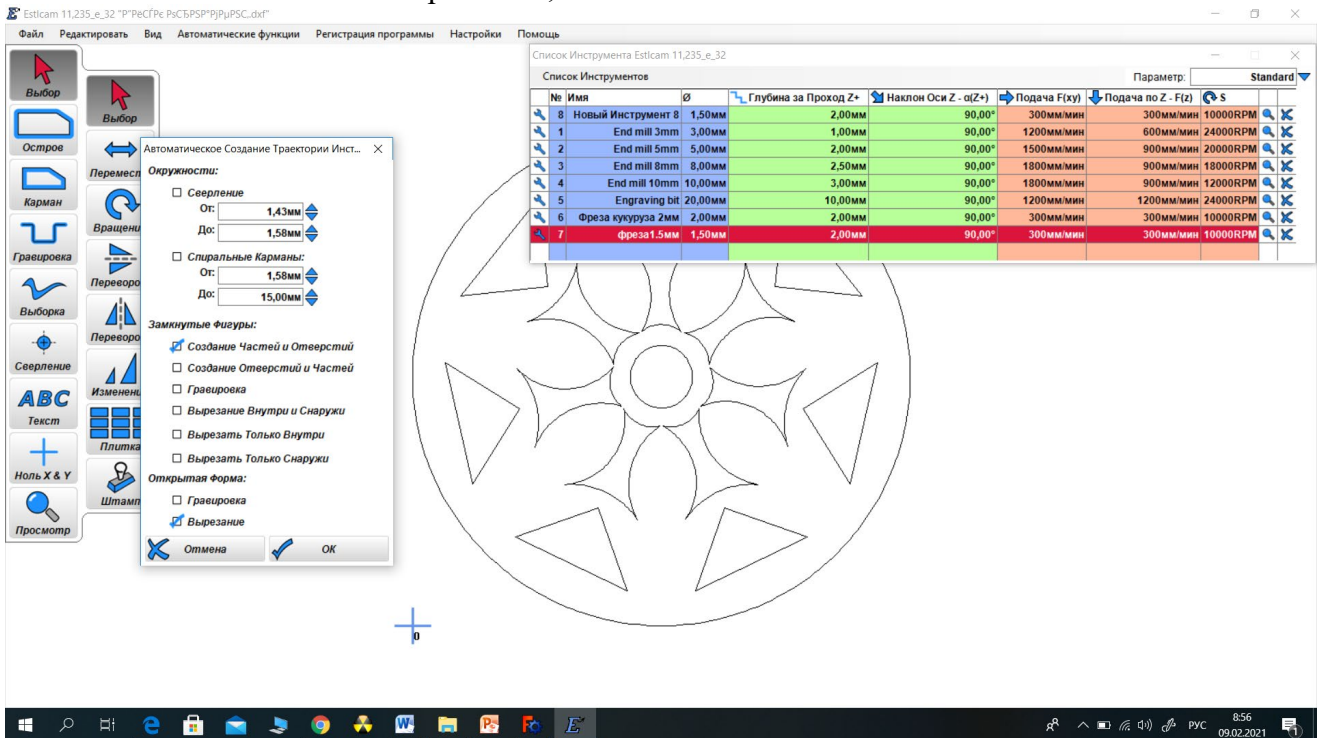 Estlcam 11,235_e_32 "Р"РёСЃРє РѕСЂРЅР°РјРµРЅС‚.dxf"
Файл Редактировать Вид Автоматические функции Регистрация программы Настройки Помощь
Выбор
Остров
Карман
Гравировка
Выборка
Сверление
ABC
Текст
Ноль X & Y
Просмотр
Выбор
Перемес
Вращени
Переворо
Переворо
Изменени
Плитка
Штамп
Автоматическое Создание Траектории Инст...
Окружности:
Сверление
От: 1,43мм
До: 1,58мм
Спиральные Карманы:
От: 1,58мм
До: 15,00мм
Замкнутые Фигуры:
Создание Частей и Отверстий
Создание Отверстий и Частей
Гравировка
Вырезание Внутри и Снаружи
Вырезать Только Внутри
Вырезать Только Снаружи
Открытая Форма:
Гравировка
Вырезание
Отмена OK
Список Инструмента Estlcam 11,235_e_32
Список Инструментов Параметр: Standard
№ Имя Ø Глубина за Проход Z+ Наклон Оси Z - α(Z+) Подача F(xy) Подача по Z - F(z) S
8 Новый Инструмент 8 1,50мм 2,00мм 90,00° 300мм/мин 300мм/мин 10000RPM
1 End mill 3mm 3,00мм 1,00мм 90,00° 1200мм/мин 600мм/мин 24000RPM
2 End mill 5mm 5,00мм 2,00мм 90,00° 1500мм/мин 900мм/мин 20000RPM
3 End mill 8mm 8,00мм 2,50мм 90,00° 1800мм/мин 900мм/мин 18000RPM
4 End mill 10mm 10,00мм 3,00мм 90,00° 1800мм/мин 900мм/мин 12000RPM
5 Engraving bit 20,00мм 10,00мм 90,00° 1200мм/мин 1200мм/мин 24000RPM
6 Фреза кукуруза 2мм 2,00мм 2,00мм 90,00° 300мм/мин 300мм/мин 10000RPM
7 фреза1.5мм 1,50мм 2,00мм 90,00° 300мм/мин 300мм/мин 10000RPM
0
РУС
8:56
09.02.2021